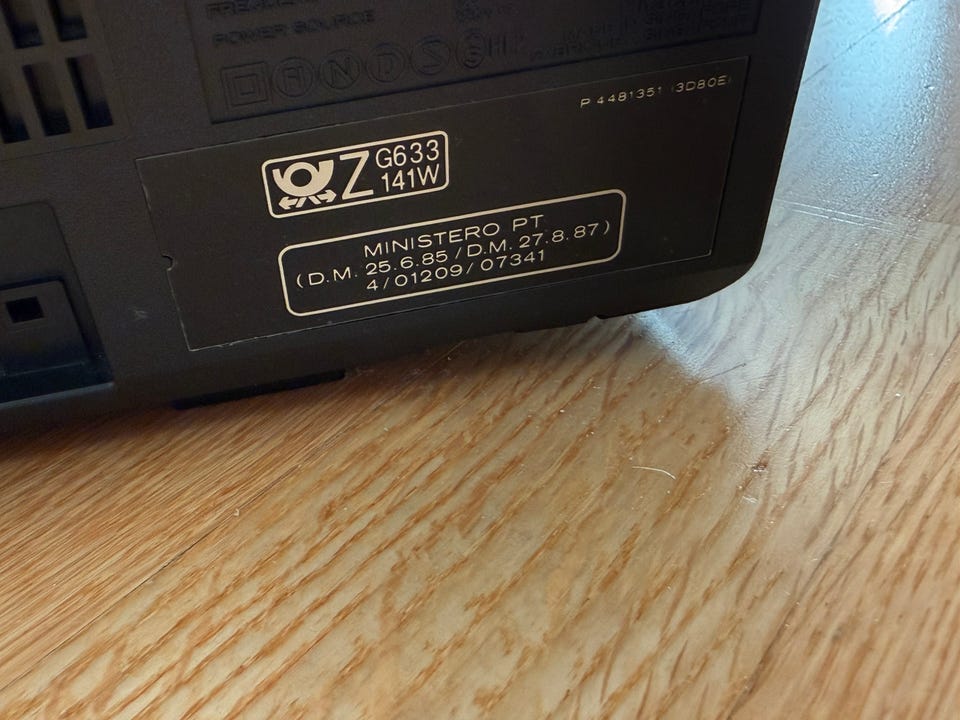 POWER SOURCE
P 4481351 (3D80E)
Z G633
141W
MINISTERO PT
(D.M. 25.6.85 / D.M. 27.8.87)
4/01209/07341